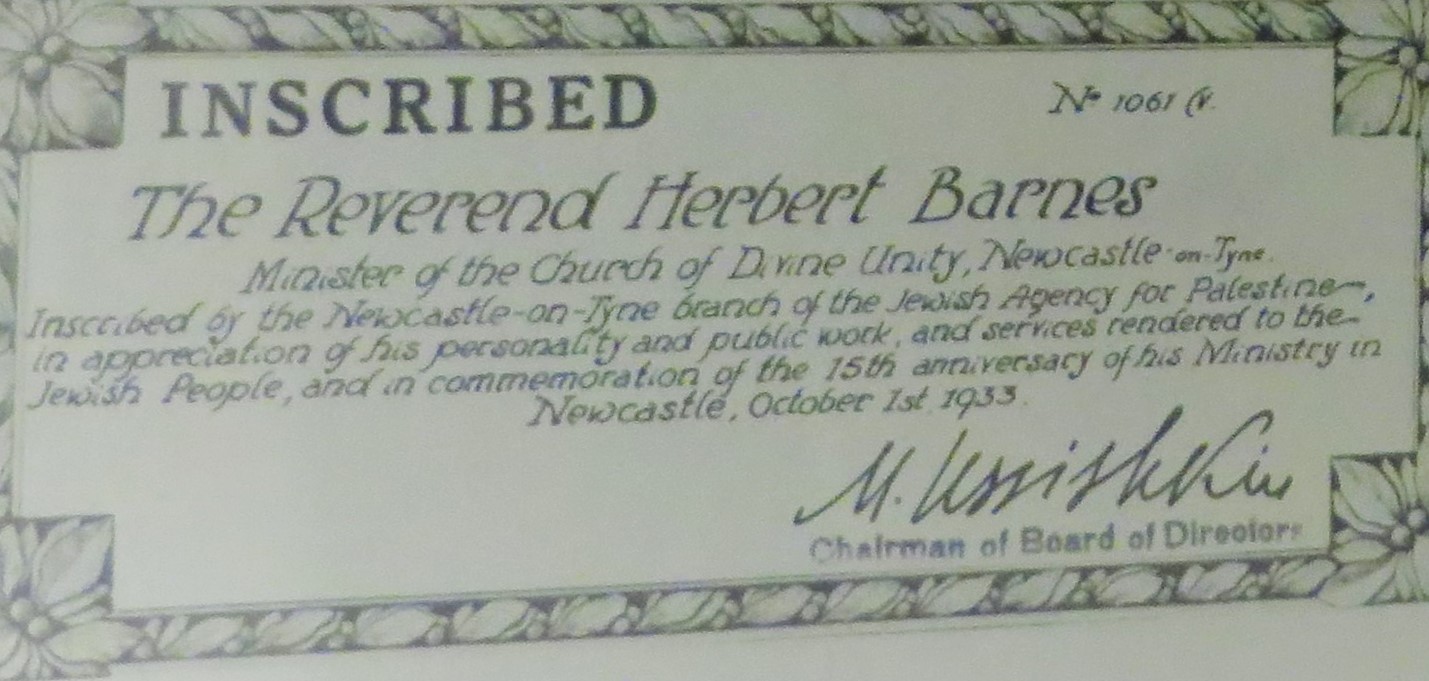 INSCRIBED
No 1061 G.
The Reverend Herbert Barnes
Minister of the Church of Divine Unity, Newcastle-on-Tyne.
Inscribed by the Newcastle-on-Tyne branch of the Jewish Agency for Palestine,
in appreciation of his personality and public work, and services rendered to the
Jewish People, and in commemoration of the 15th anniversary of his Ministry in
Newcastle, October 1st 1933.
M. Ussishkin
Chairman of Board of Directors